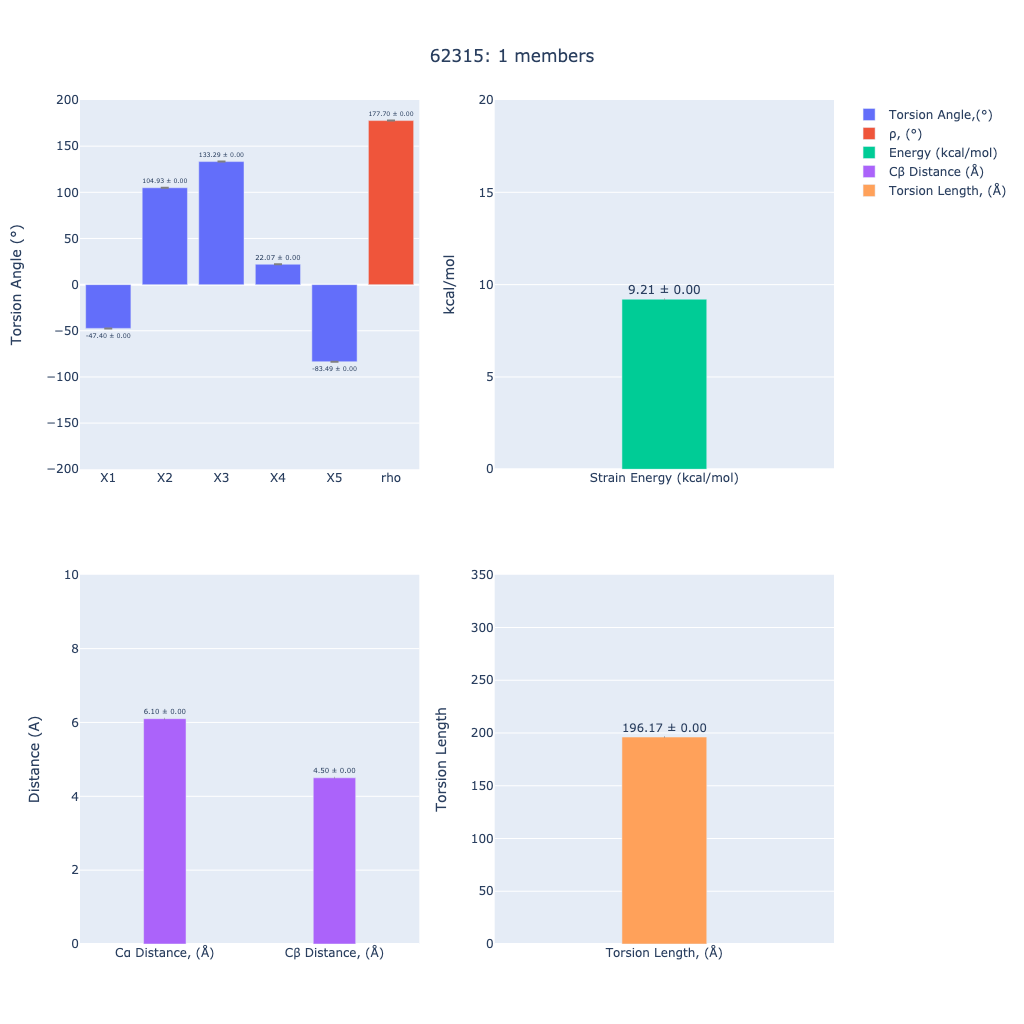 62315: 1 members
Torsion Angle (°)
200
150
100
50
0
−50
−100
−150
−200
-47.40 ± 0.00
104.93 ± 0.00
133.29 ± 0.00
22.07 ± 0.00
-83.49 ± 0.00
177.70 ± 0.00
X1 X2 X3 X4 X5 rho
kcal/mol
20
15
10
5
0
9.21 ± 0.00
Strain Energy (kcal/mol)
Torsion Angle,(°)
ρ, (°)
Energy (kcal/mol)
Cβ Distance (Å)
Torsion Length, (Å)
Distance (A)
10
8
6
4
2
0
6.10 ± 0.00
4.50 ± 0.00
Cα Distance, (Å) Cβ Distance, (Å)
Torsion Length
350
300
250
200
150
100
50
0
196.17 ± 0.00
Torsion Length, (Å)